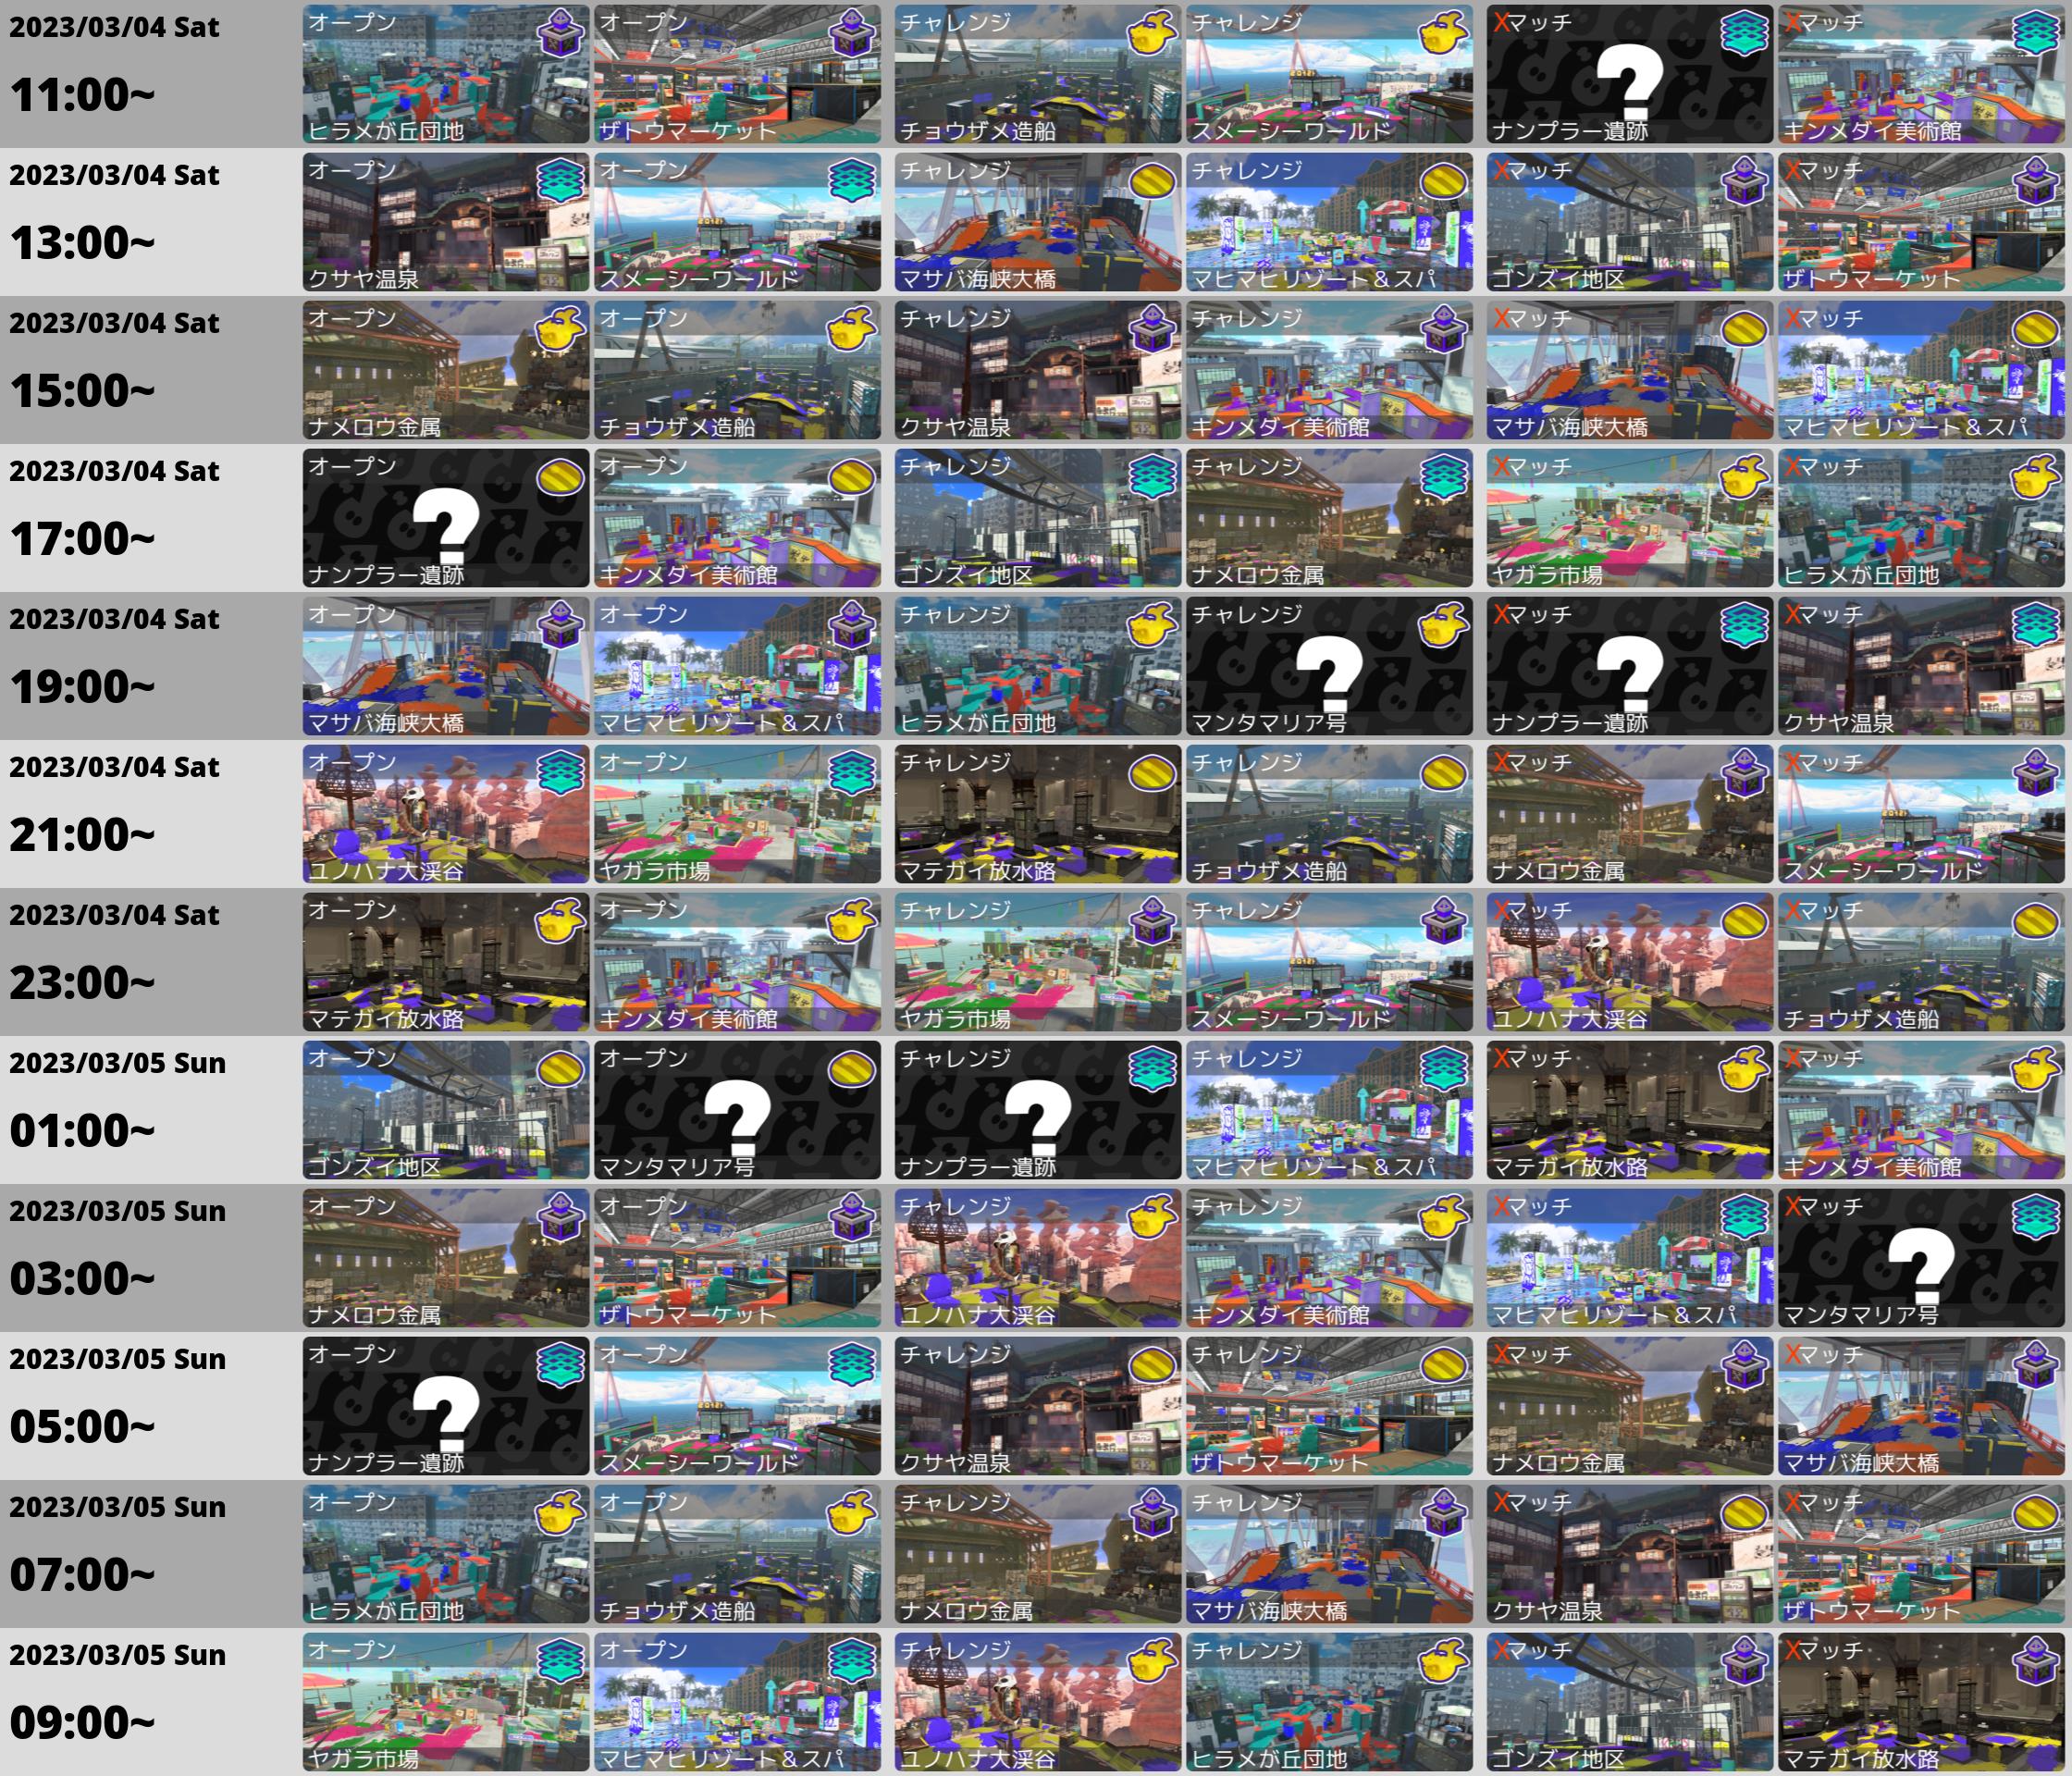 2023/03/04 Sat
11:00~
オープン
ヒラメが丘団地
オープン
ザトウマーケット
チャレンジ
チョウザメ造船
チャレンジ
スメーシーワールド
Xマッチ
?
ナンプラー遺跡
Xマッチ
キンメダイ美術館
2023/03/04 Sat
13:00~
オープン
クサヤ温泉
オープン
スメーシーワールド
チャレンジ
マサバ海峡大橋
チャレンジ
マヒマヒリゾート&スパ
Xマッチ
ゴンズイ地区
Xマッチ
ザトウマーケット
2023/03/04 Sat
15:00~
オープン
ナメロウ金属
オープン
チョウザメ造船
チャレンジ
クサヤ温泉
チャレンジ
キンメダイ美術館
Xマッチ
マサバ海峡大橋
Xマッチ
マヒマヒリゾート&スパ
2023/03/04 Sat
17:00~
オープン
?
ナンプラー遺跡
オープン
キンメダイ美術館
チャレンジ
ゴンズイ地区
チャレンジ
ナメロウ金属
Xマッチ
ヤガラ市場
Xマッチ
ヒラメが丘団地
2023/03/04 Sat
19:00~
オープン
マサバ海峡大橋
オープン
マヒマヒリゾート&スパ
チャレンジ
ヒラメが丘団地
チャレンジ
?
マンタマリア号
Xマッチ
?
ナンプラー遺跡
Xマッチ
クサヤ温泉
2023/03/04 Sat
21:00~
オープン
ユノハナ大渓谷
オープン
ヤガラ市場
チャレンジ
マテガイ放水路
チャレンジ
チョウザメ造船
Xマッチ
ナメロウ金属
Xマッチ
スメーシーワールド
2023/03/04 Sat
23:00~
オープン
マテガイ放水路
オープン
キンメダイ美術館
チャレンジ
ヤガラ市場
チャレンジ
スメーシーワールド
Xマッチ
ユノハナ大渓谷
Xマッチ
チョウザメ造船
2023/03/05 Sun
01:00~
オープン
ゴンズイ地区
オープン
?
マンタマリア号
チャレンジ
?
ナンプラー遺跡
チャレンジ
マヒマヒリゾート&スパ
Xマッチ
マテガイ放水路
Xマッチ
キンメダイ美術館
2023/03/05 Sun
03:00~
オープン
ナメロウ金属
オープン
ザトウマーケット
チャレンジ
ユノハナ大渓谷
チャレンジ
キンメダイ美術館
Xマッチ
マヒマヒリゾート&スパ
Xマッチ
?
マンタマリア号
2023/03/05 Sun
05:00~
オープン
?
ナンプラー遺跡
オープン
スメーシーワールド
チャレンジ
クサヤ温泉
チャレンジ
ザトウマーケット
Xマッチ
ナメロウ金属
Xマッチ
マサバ海峡大橋
2023/03/05 Sun
07:00~
オープン
ヒラメが丘団地
オープン
チョウザメ造船
チャレンジ
ナメロウ金属
チャレンジ
マサバ海峡大橋
Xマッチ
クサヤ温泉
Xマッチ
ザトウマーケット
2023/03/05 Sun
09:00~
オープン
ヤガラ市場
オープン
マヒマヒリゾート&スパ
チャレンジ
ユノハナ大渓谷
チャレンジ
ヒラメが丘団地
Xマッチ
ゴンズイ地区
Xマッチ
マテガイ放水路